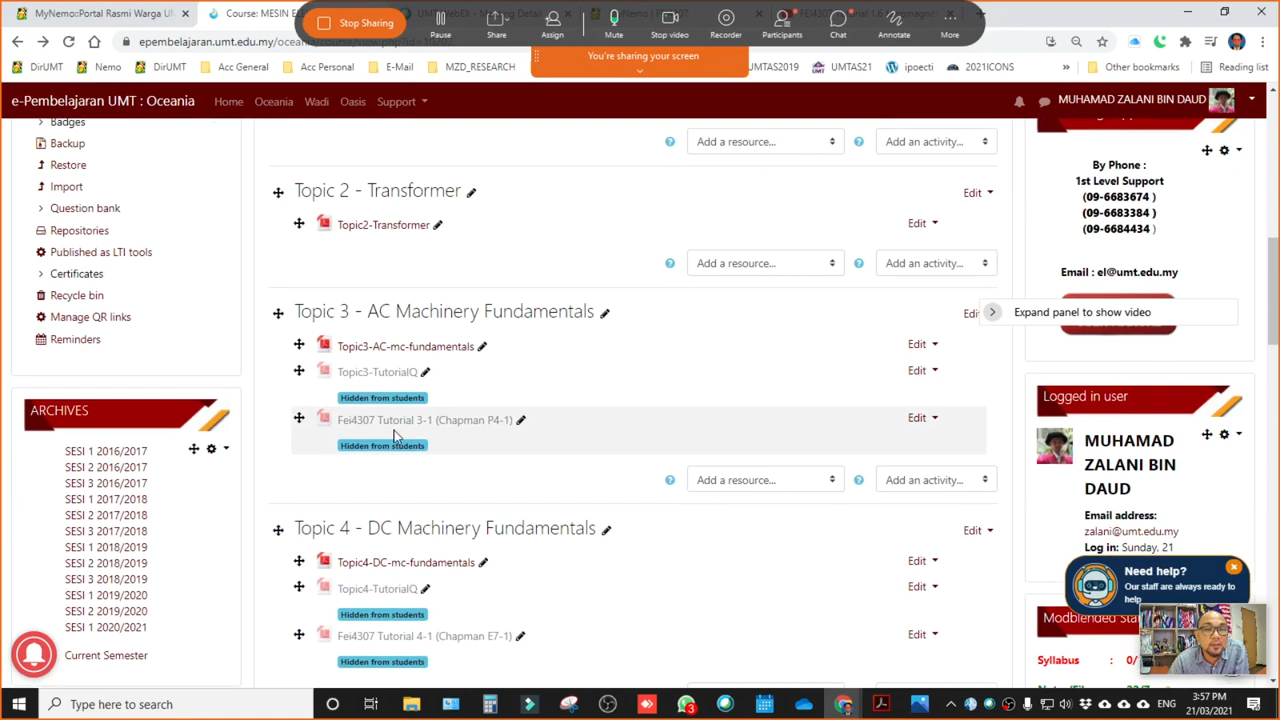 MyNemo::Portal Rasmi Warga U
Course: MESIN ELE
Stop Sharing
Pause
Share
Assign
Mute
Stop video
Recorder
Participants
Chat
Annotate
More
You're sharing your screen
epembelajaran.umt.edu.my/oceania/course/view.php?id=
DirUMT
Nemo
DirUMT
Acc General
Acc Personal
E-Mail
MZD_RESEARCH
UMTAS2019
UMTAS21
ipoecti
2021ICONS
Other bookmarks
Reading list
e-Pembelajaran UMT : Oceania
Home
Oceania
Wadi
Oasis
Support
MUHAMAD ZALANI BIN DAUD
Badges
Backup
Restore
Import
Question bank
Repositories
Published as LTI tools
Certificates
Recycle bin
Manage QR links
Reminders
ARCHIVES
SESI 1 2016/2017
SESI 2 2016/2017
SESI 3 2016/2017
SESI 1 2017/2018
SESI 2 2017/2018
SESI 3 2017/2018
SESI 1 2018/2019
SESI 2 2018/2019
SESI 3 2018/2019
SESI 1 2019/2020
SESI 2 2019/2020
SESI 1 2020/2021
Current Semester
Add a resource...
Add an activity...
Topic 2 - Transformer
Edit
Topic2-Transformer
Edit
Add a resource...
Add an activity...
Topic 3 - AC Machinery Fundamentals
Edit
Topic3-AC-mc-fundamentals
Edit
Topic3-TutorialQ
Edit
Hidden from students
Fei4307 Tutorial 3-1 (Chapman P4-1)
Edit
Hidden from students
Add a resource...
Add an activity...
Topic 4 - DC Machinery Fundamentals
Edit
Topic4-DC-mc-fundamentals
Edit
Topic4-TutorialQ
Edit
Hidden from students
Fei4307 Tutorial 4-1 (Chapman E7-1)
Edit
Hidden from students
By Phone :
1st Level Support
(09-6683674 )
(09-6683384 )
(09-6684434 )
Email : el@umt.edu.my
Expand panel to show video
Logged in user
MUHAMAD
ZALANI BIN
DAUD
Email address:
zalani@umt.edu.my
Log in: Sunday, 21
Need help?
Our staff are always ready to
help
Modblended Sta
Syllabus : 0/
Type here to search
3
ENG
3:57 PM
21/03/2021